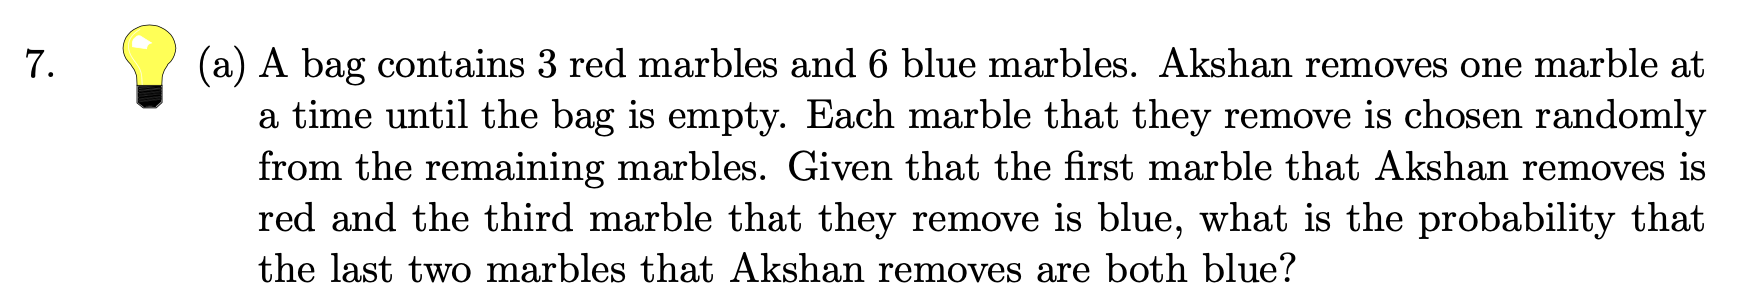 7. (a) A bag contains 3 red marbles and 6 blue marbles. Akshan removes one marble at
a time until the bag is empty. Each marble that they remove is chosen randomly
from the remaining marbles. Given that the first marble that Akshan removes is
red and the third marble that they remove is blue, what is the probability that
the last two marbles that Akshan removes are both blue?